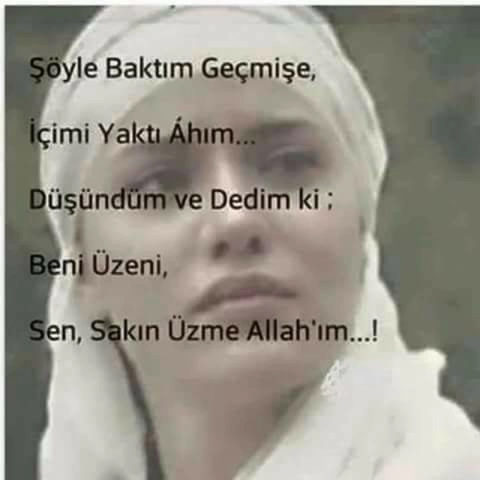 Şöyle Baktım Geçmişe,
İçimi Yaktı Áhım...
Düşündüm ve Dedim ki ;
Beni Üzeni,
Sen, Sakın Üzme Allah'ım...!